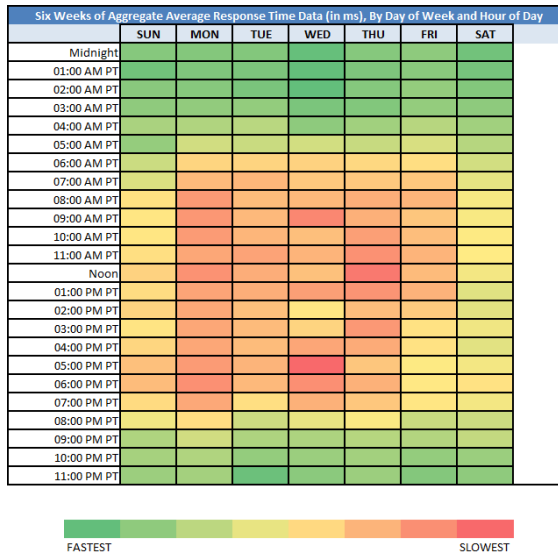 Six Weeks of Aggregate Average Response Time Data (in ms), By Day of Week and Hour of Day
SUN MON TUE WED THU FRI SAT
Midnight
01:00 AM PT
02:00 AM PT
03:00 AM PT
04:00 AM PT
05:00 AM PT
06:00 AM PT
07:00 AM PT
08:00 AM PT
09:00 AM PT
10:00 AM PT
11:00 AM PT
Noon
01:00 PM PT
02:00 PM PT
03:00 PM PT
04:00 PM PT
05:00 PM PT
06:00 PM PT
07:00 PM PT
08:00 PM PT
09:00 PM PT
10:00 PM PT
11:00 PM PT
FASTEST SLOWEST